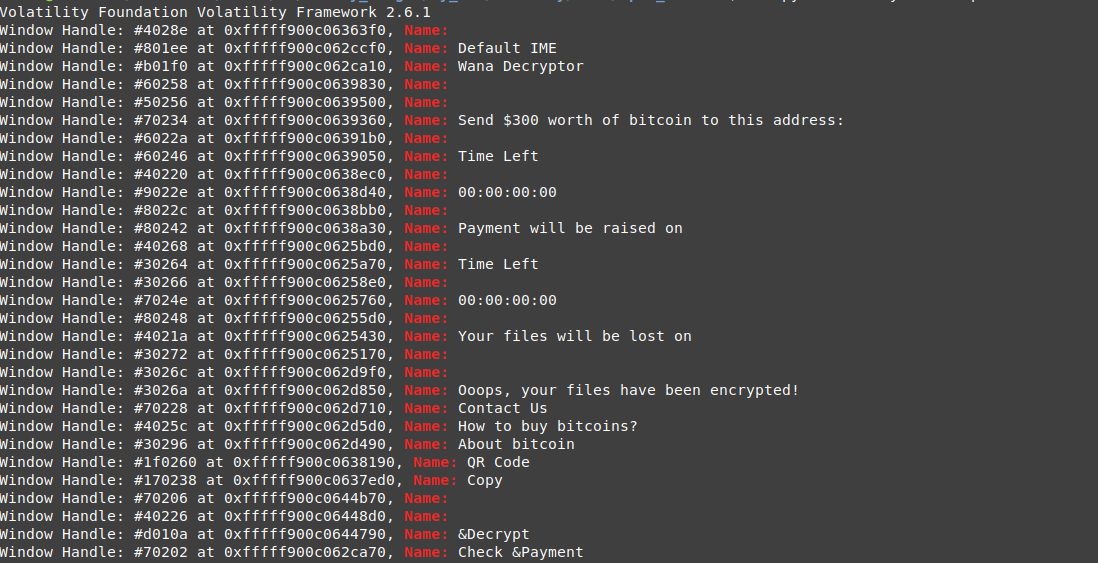 Volatility Foundation Volatility Framework 2.6.1
Window Handle: #4028e at 0xfffff900c06363f0, Name:
Window Handle: #801ee at 0xfffff900c062ccf0, Name: Default IME
Window Handle: #b01f0 at 0xfffff900c062ca10, Name: Wana Decryptor
Window Handle: #60258 at 0xfffff900c0639830, Name:
Window Handle: #50256 at 0xfffff900c0639500, Name:
Window Handle: #70234 at 0xfffff900c0639360, Name: Send $300 worth of bitcoin to this address:
Window Handle: #6022a at 0xfffff900c06391b0, Name:
Window Handle: #60246 at 0xfffff900c0639050, Name: Time Left
Window Handle: #40220 at 0xfffff900c0638ec0, Name:
Window Handle: #9022e at 0xfffff900c0638d40, Name: 00:00:00:00
Window Handle: #8022c at 0xfffff900c0638bb0, Name:
Window Handle: #80242 at 0xfffff900c0638a30, Name: Payment will be raised on
Window Handle: #40268 at 0xfffff900c0625bd0, Name:
Window Handle: #30264 at 0xfffff900c0625a70, Name: Time Left
Window Handle: #30266 at 0xfffff900c06258e0, Name:
Window Handle: #7024e at 0xfffff900c0625760, Name: 00:00:00:00
Window Handle: #80248 at 0xfffff900c06255d0, Name:
Window Handle: #4021a at 0xfffff900c0625430, Name: Your files will be lost on
Window Handle: #30272 at 0xfffff900c0625170, Name:
Window Handle: #3026c at 0xfffff900c062d9f0, Name:
Window Handle: #3026a at 0xfffff900c062d850, Name: Ooops, your files have been encrypted!
Window Handle: #70228 at 0xfffff900c062d710, Name: Contact Us
Window Handle: #4025c at 0xfffff900c062d5d0, Name: How to buy bitcoins?
Window Handle: #30296 at 0xfffff900c062d490, Name: About bitcoin
Window Handle: #1f0260 at 0xfffff900c0638190, Name: QR Code
Window Handle: #170238 at 0xfffff900c0637ed0, Name: Copy
Window Handle: #70206 at 0xfffff900c0644b70, Name:
Window Handle: #40226 at 0xfffff900c06448d0, Name:
Window Handle: #d010a at 0xfffff900c0644790, Name: &Decrypt
Window Handle: #70202 at 0xfffff900c062ca70, Name: Check &Payment